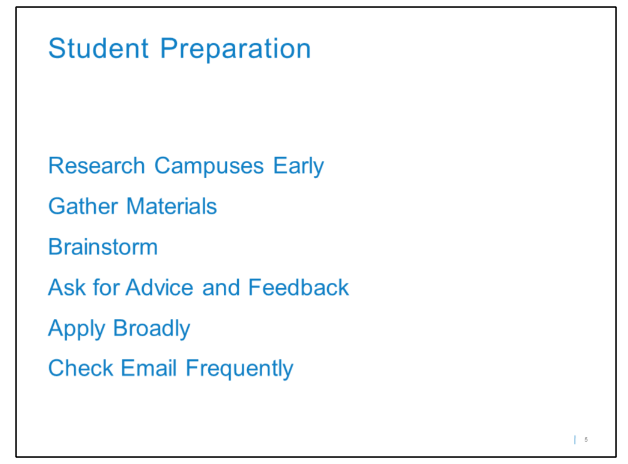 Student Preparation
Research Campuses Early
Gather Materials
Brainstorm
Ask for Advice and Feedback
Apply Broadly
Check Email Frequently
5